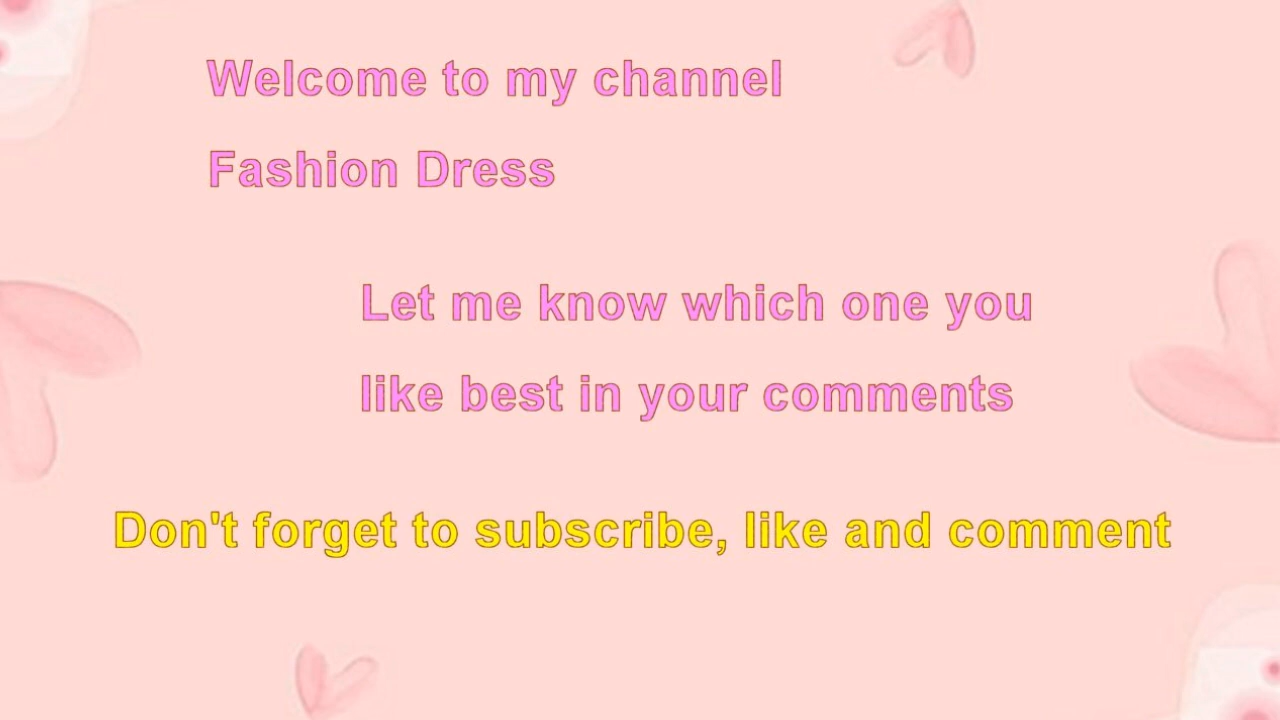 Welcome to my channel
Fashion Dress
Let me know which one you
like best in your comments
Don't forget to subscribe, like and comment